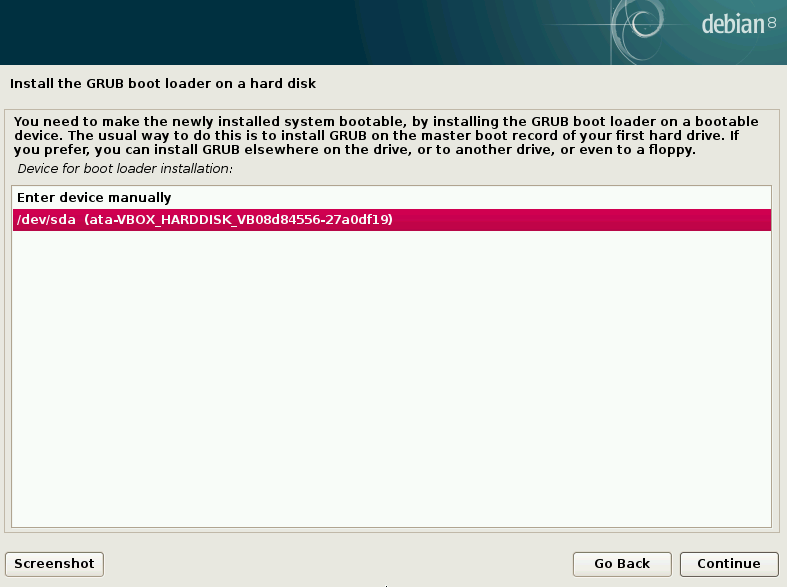 debian 8
Install the GRUB boot loader on a hard disk
You need to make the newly installed system bootable, by installing the GRUB boot loader on a bootable
device. The usual way to do this is to install GRUB on the master boot record of your first hard drive. If
you prefer, you can install GRUB elsewhere on the drive, or to another drive, or even to a floppy.
Device for boot loader installation:
Enter device manually
/dev/sda  (ata-VBOX_HARDDISK_VB08d84556-27a0df19)
Screenshot
Go Back
Continue